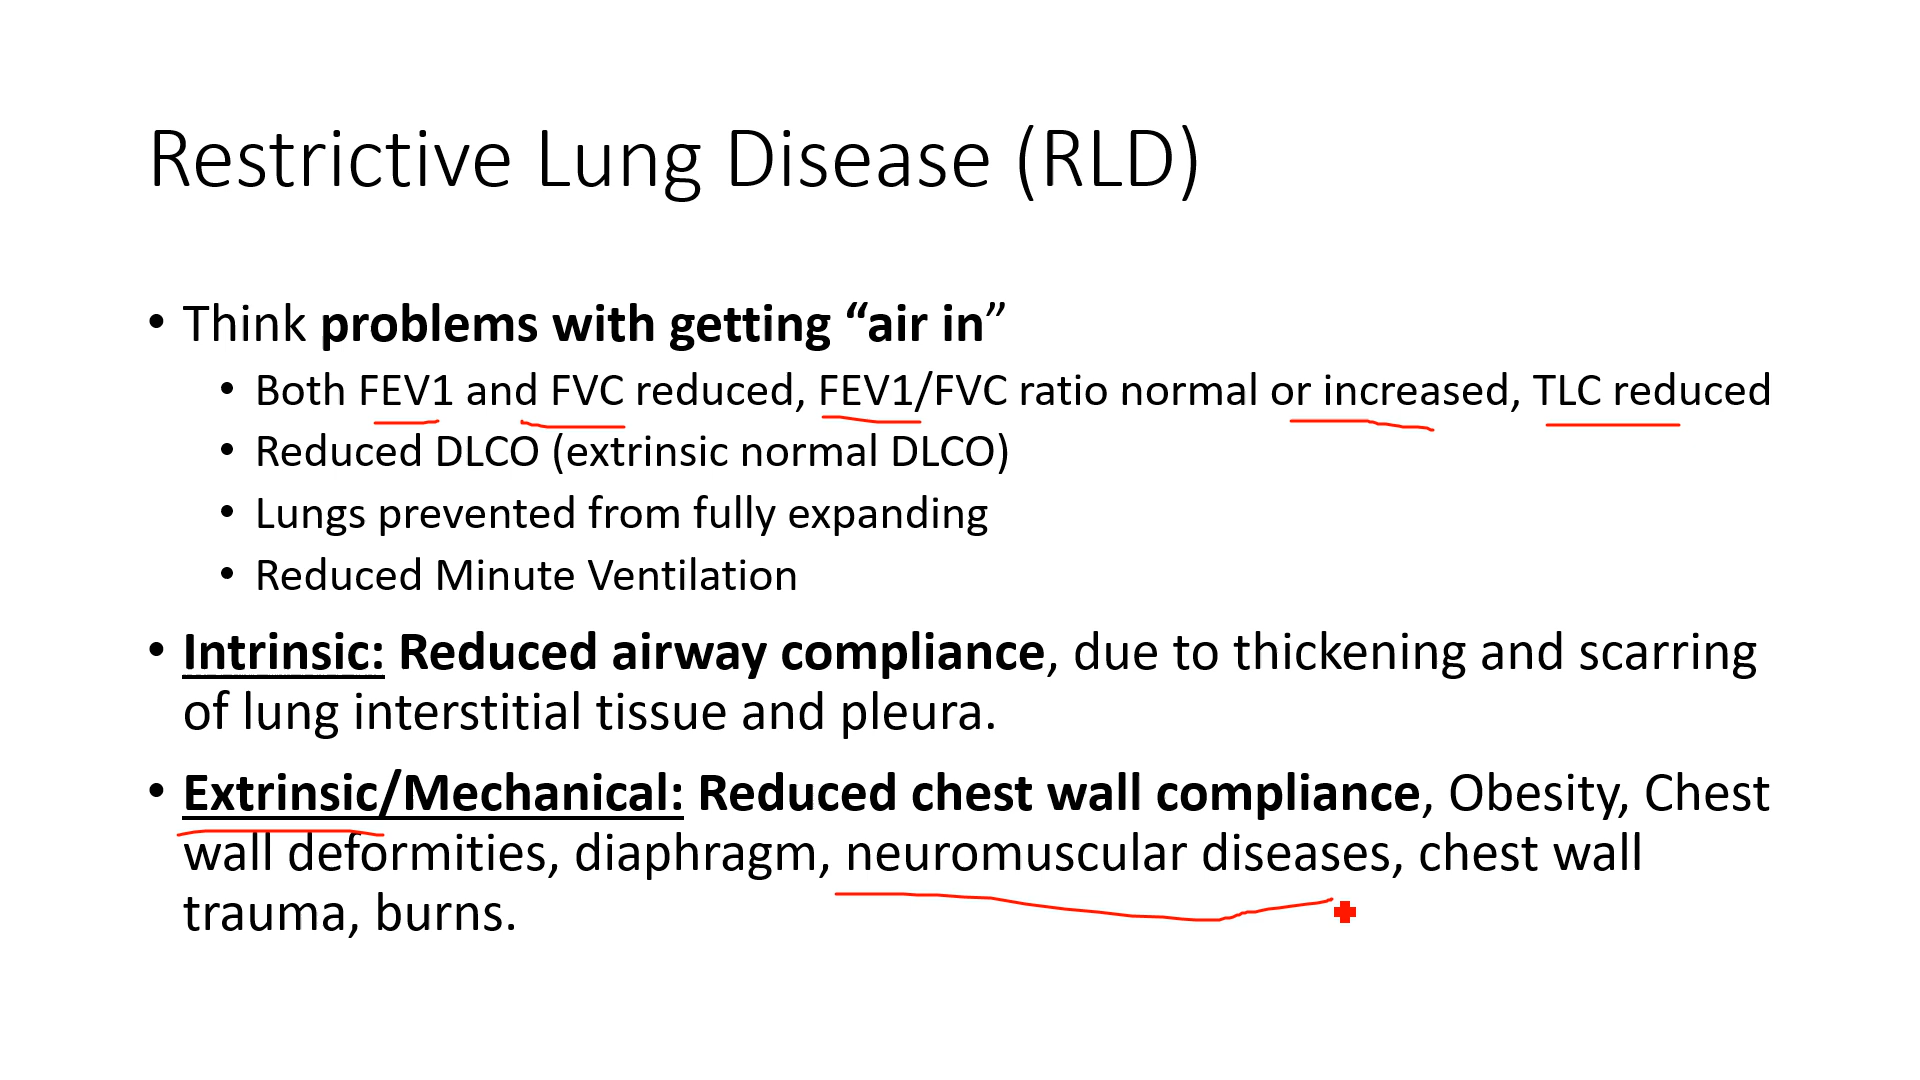 Restrictive Lung Disease (RLD)
• Think problems with getting “air in”
• Both FEV1 and FVC reduced, FEV1/FVC ratio normal or increased, TLC reduced
• Reduced DLCO (extrinsic normal DLCO)
• Lungs prevented from fully expanding
• Reduced Minute Ventilation
• Intrinsic: Reduced airway compliance, due to thickening and scarring
of lung interstitial tissue and pleura.
• Extrinsic/Mechanical: Reduced chest wall compliance, Obesity, Chest
wall deformities, diaphragm, neuromuscular diseases, chest wall
trauma, burns.